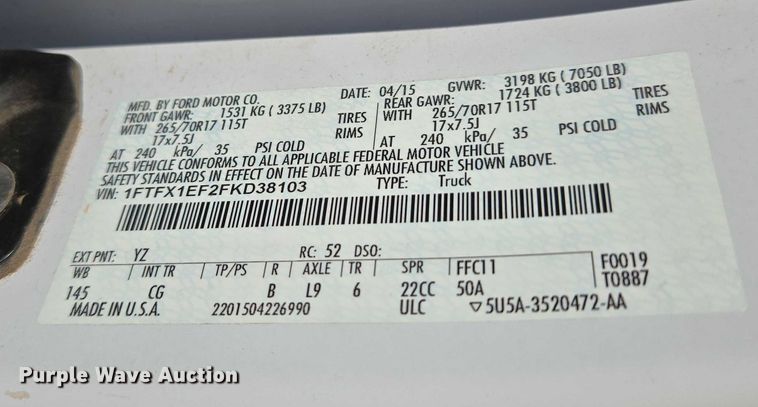 MFD. BY FORD MOTOR CO. DATE: 04/15 GVWR: 3198 KG ( 7050 LB)
FRONT GAWR: 1531 KG ( 3375 LB) REAR GAWR: 1724 KG ( 3800 LB)
WITH 265/70R17 115T TIRES WITH 265/70R17 115T TIRES
17x7.5J RIMS 17x7.5J RIMS
AT 240 kPa/ 35 PSI COLD AT 240 kPa/ 35 PSI COLD
THIS VEHICLE CONFORMS TO ALL APPLICABLE FEDERAL MOTOR VEHICLE
SAFETY STANDARDS IN EFFECT ON THE DATE OF MANUFACTURE SHOWN ABOVE.
VIN: 1FTFX1EF2FKD38103 TYPE: Truck
EXT PNT: YZ RC: 52 DSO:
WB INT TR TP/PS R AXLE TR SPR FFC11 F0019
145 CG B L9 6 22CC 50A T0887
MADE IN U.S.A. 2201504226990 ULC ▽5U5A-3520472-AA
Purple Wave Auction